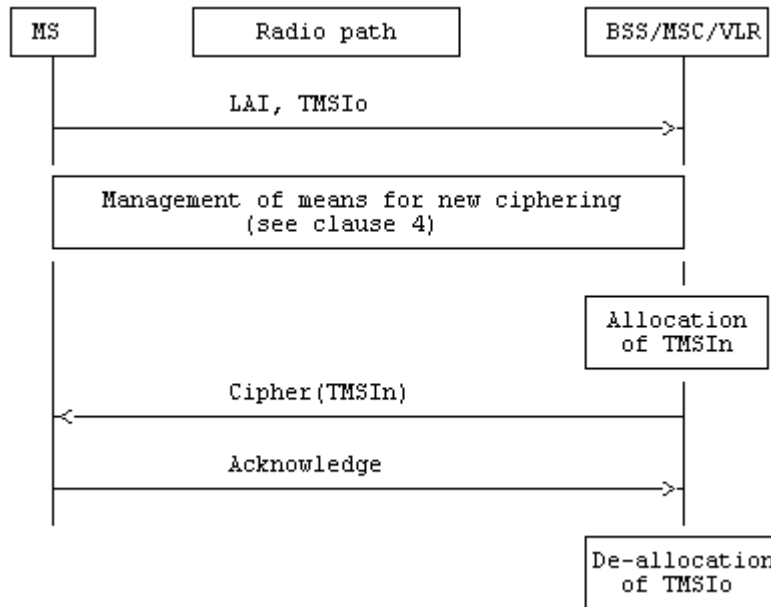 MS
Radio path
BSS/MSC/VLR
LAI, TMSIo
Management of means for new ciphering
(see clause 4)
Allocation
of TMSIn
Cipher(TMSIn)
Acknowledge
De-allocation
of TMSIo